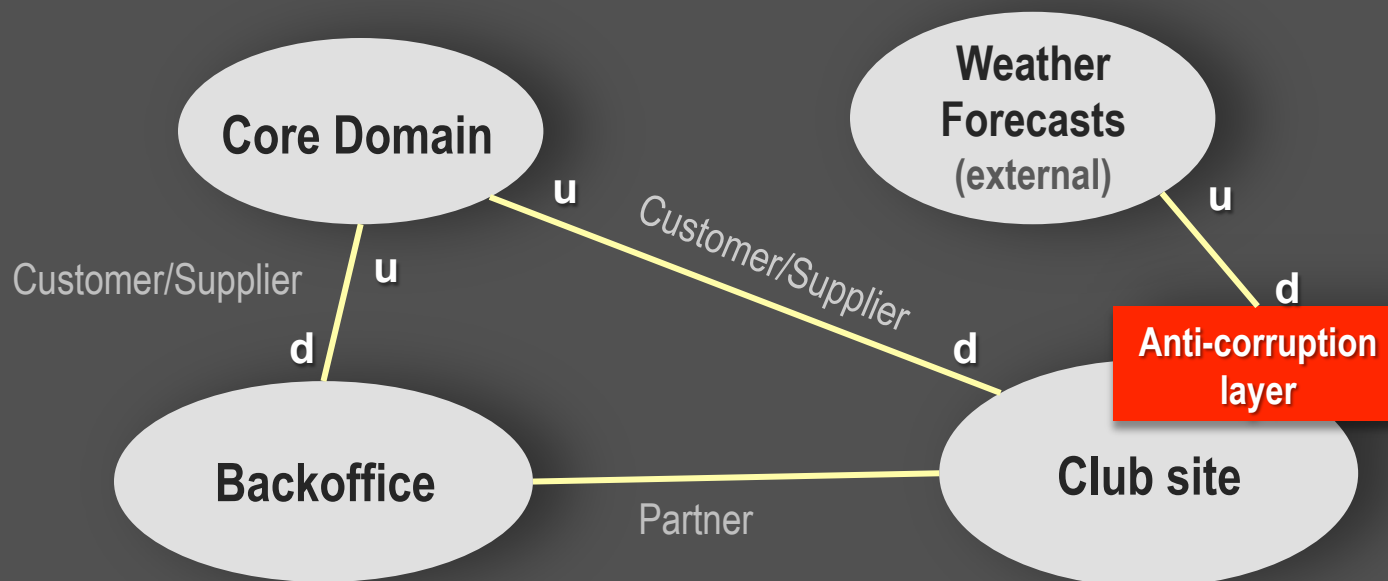 Core Domain
Weather
Forecasts
(external)
u
u
Customer/Supplier
Customer/Supplier
u
d
d
d
Anti-corruption
layer
Backoffice
Club site
Partner